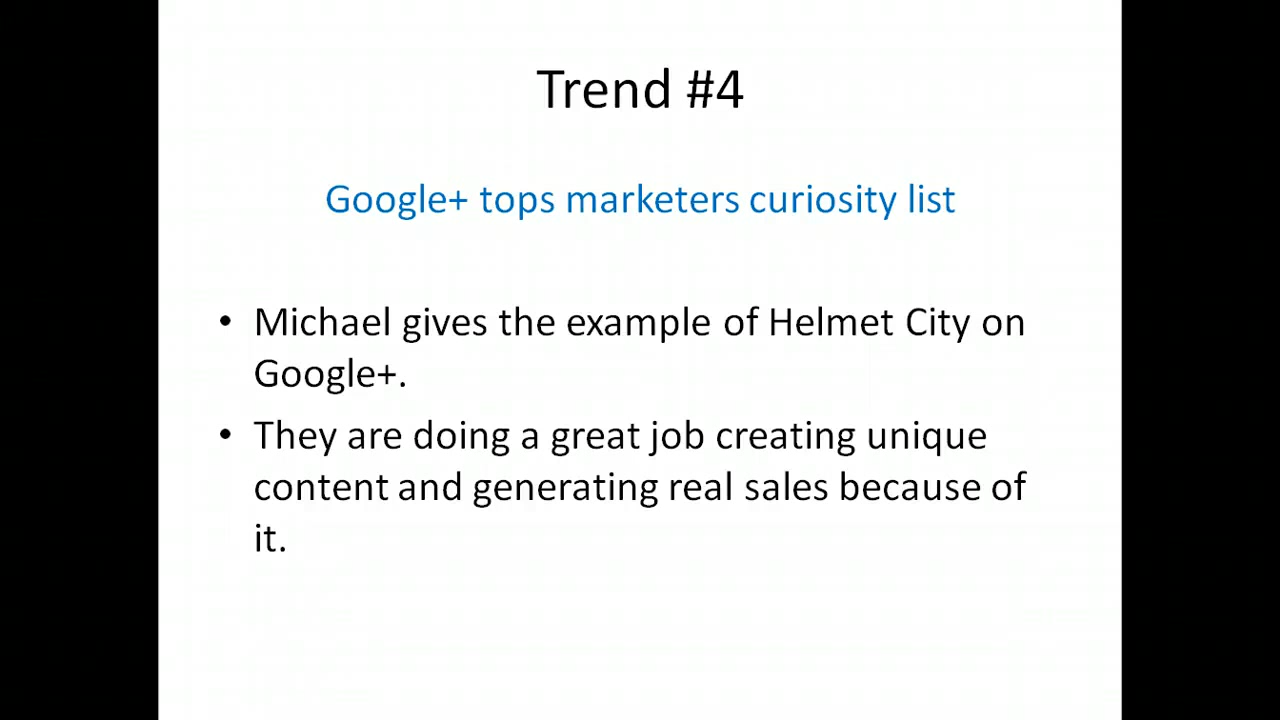 Trend #4
Google+ tops marketers curiosity list
• Michael gives the example of Helmet City on
Google+.
• They are doing a great job creating unique
content and generating real sales because of
it.